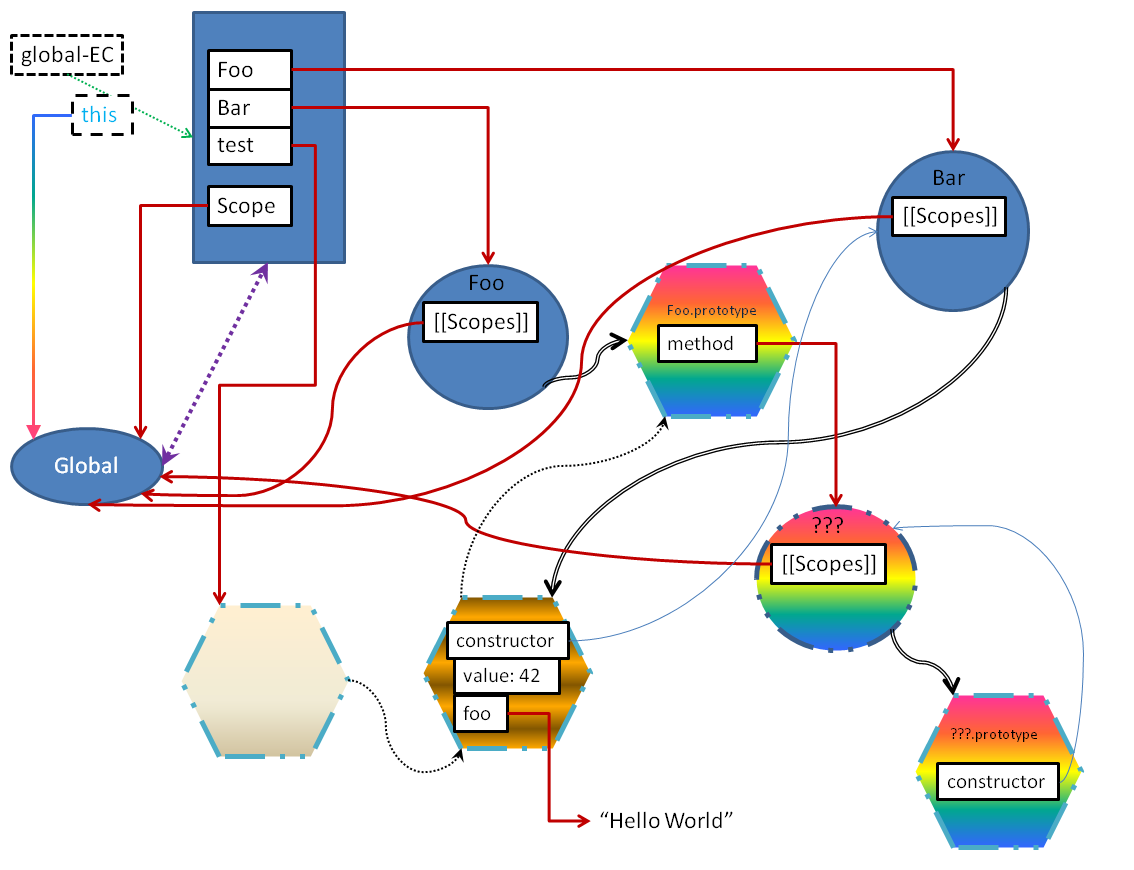 global-EC
this
Foo
Bar
test
Scope
Bar
[[Scopes]]
Foo
[[Scopes]]
Foo.prototype
method
Global
???
[[Scopes]]
constructor
value: 42
foo
“Hello World”
???.prototype
constructor